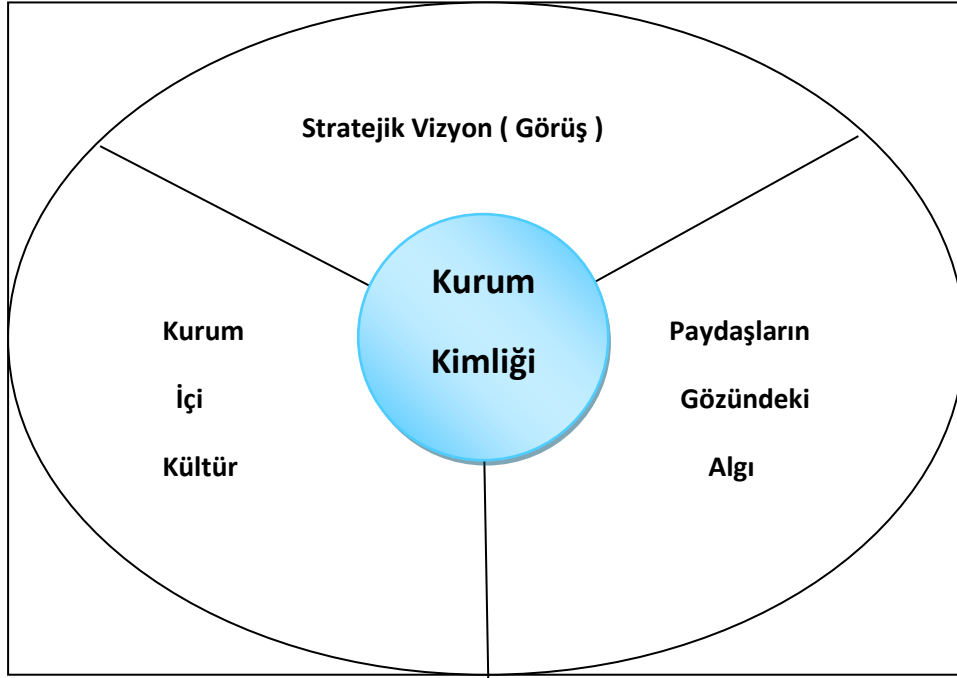 Stratejik Vizyon ( Görüş )
Kurum
Kimliği
Kurum
İçi
Kültür
Paydaşların
Gözündeki
Algı